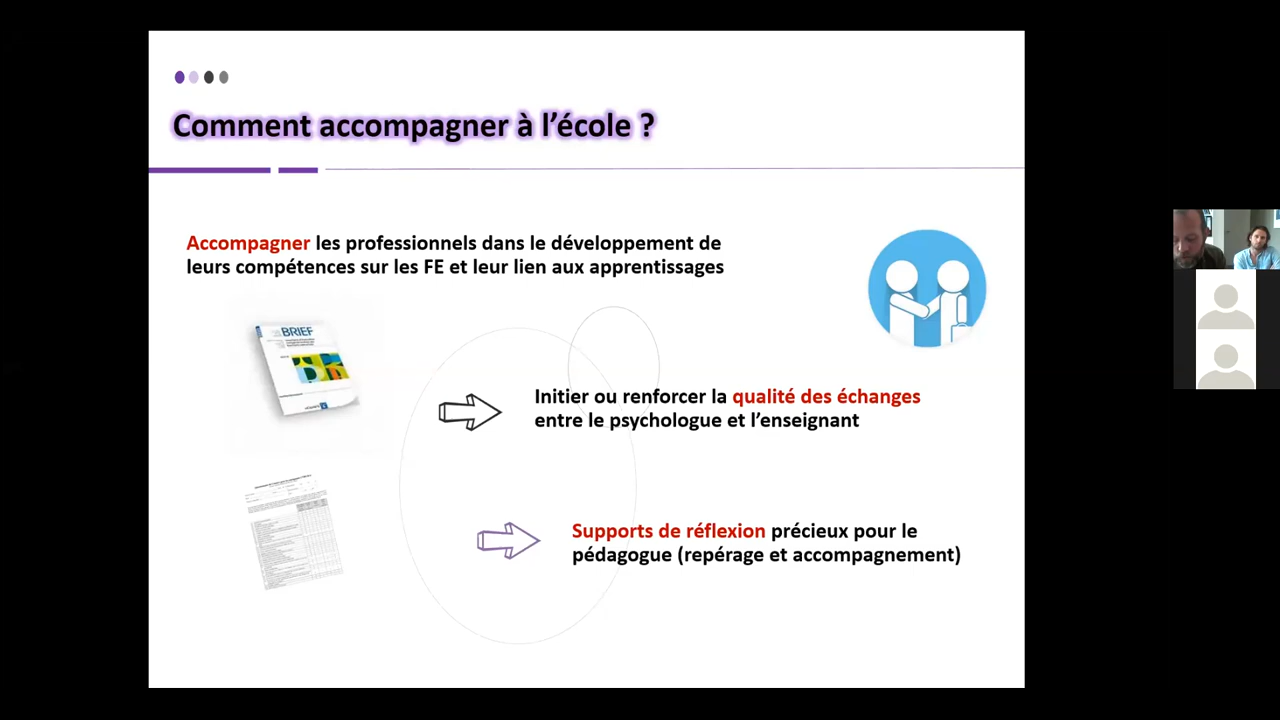 Comment accompagner à l'école ?
Accompagner les professionnels dans le développement de
leurs compétences sur les FE et leur lien aux apprentissages
BRIEF
Initier ou renforcer la qualité des échanges
entre le psychologue et l'enseignant
Supports de réflexion précieux pour le
pédagogue (repérage et accompagnement)